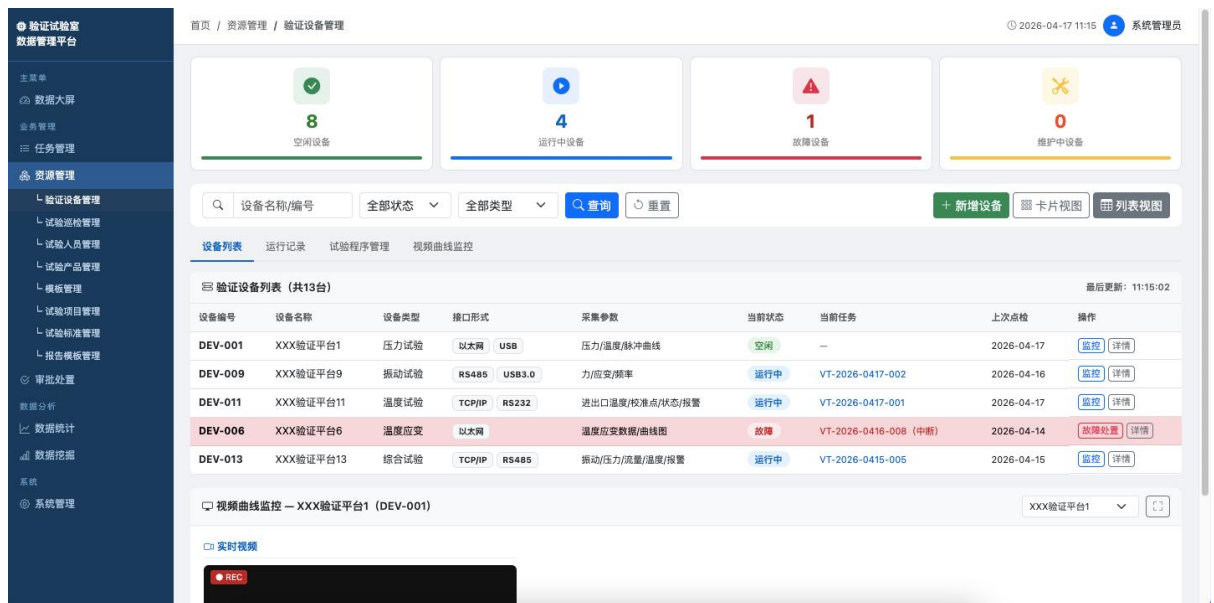 验证试验室
数据管理平台
主菜单
数据大屏
业务管理
任务管理
资源管理
验证设备管理
试验巡检管理
试验人员管理
试验产品管理
模板管理
试验项目管理
试验标准管理
报告模板管理
审批处置
数据分析
数据统计
数据挖掘
系统
系统管理
首页 / 资源管理 / 验证设备管理
2026-04-17 11:15 系统管理员
8
空闲设备
4
运行中设备
1
故障设备
0
维护中设备
设备名称/编号 全部状态 全部类型 查询 重置 + 新增设备 卡片视图 列表视图
设备列表 运行记录 试验程序管理 视频曲线监控
验证设备列表（共13台） 最后更新：11:15:02
设备编号 设备名称 设备类型 接口形式 采集参数 当前状态 当前任务 上次点检 操作
DEV-001 XXX验证平台1 压力试验 以太网 USB 压力/温度/脉冲曲线 空闲 — 2026-04-17 监控 详情
DEV-009 XXX验证平台9 振动试验 RS485 USB3.0 力/应变/频率 运行中 VT-2026-0417-002 2026-04-16 监控 详情
DEV-011 XXX验证平台11 温度试验 TCP/IP RS232 进出口温度/校准点/状态/报警 运行中 VT-2026-0417-001 2026-04-17 监控 详情
DEV-006 XXX验证平台6 温度应变 以太网 温度应变数据/曲线图 故障 VT-2026-0416-008（中断） 2026-04-14 故障处置 详情
DEV-013 XXX验证平台13 综合试验 TCP/IP RS485 振动/压力/流量/温度/报警 运行中 VT-2026-0415-005 2026-04-15 监控 详情
视频曲线监控 — XXX验证平台1（DEV-001） XXX验证平台1
实时视频
REC